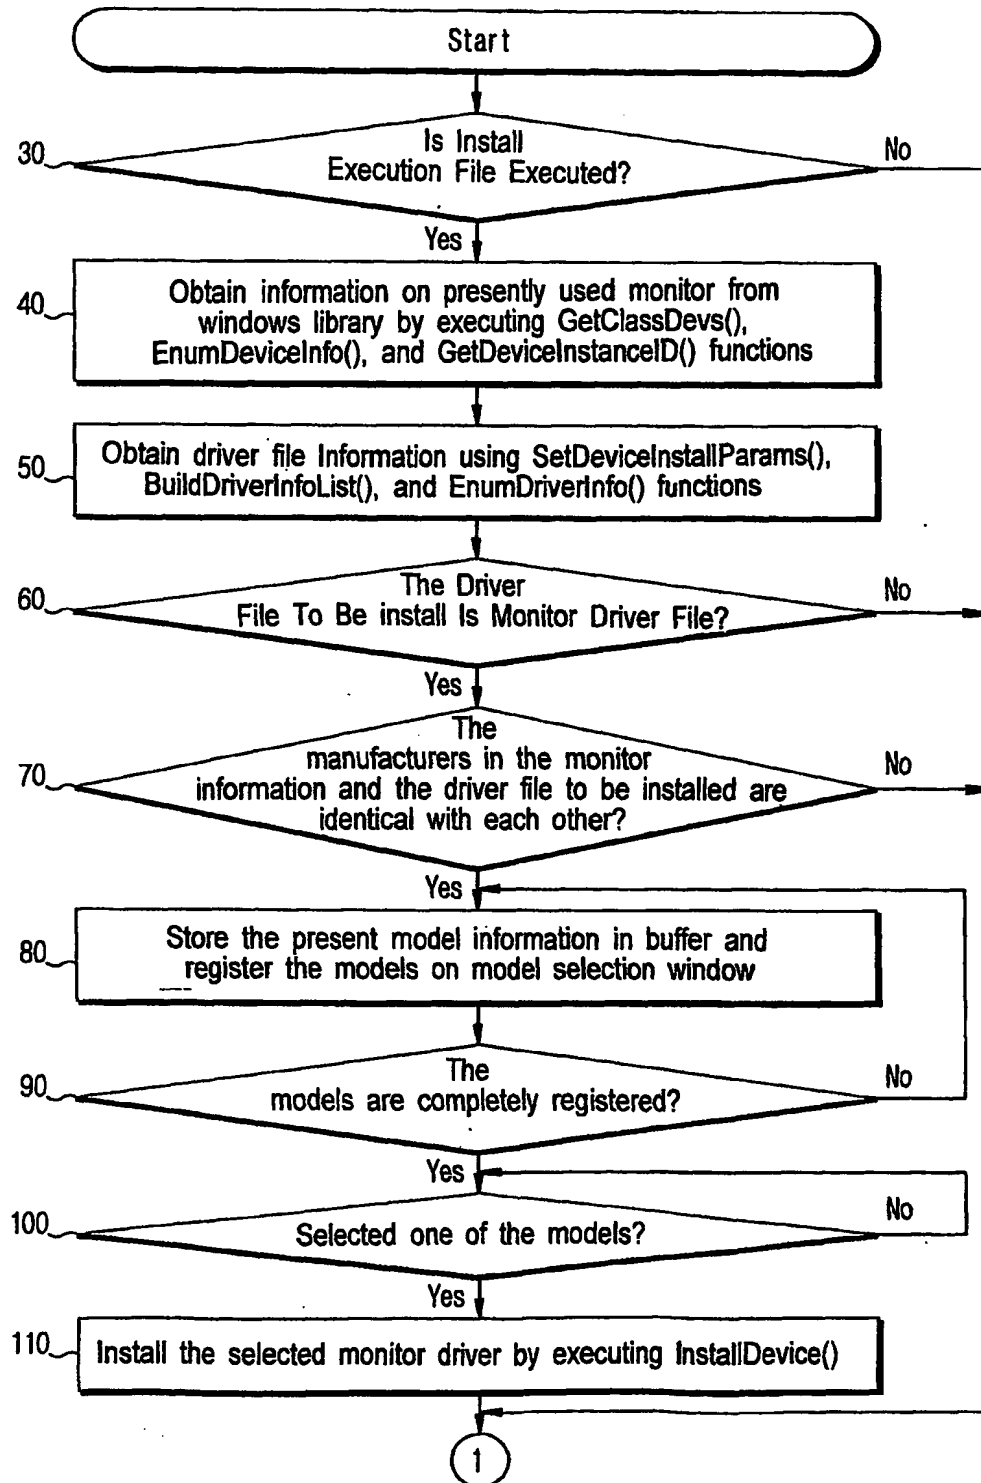 Start
30
Is Install
Execution File Executed?
No
Yes
40
Obtain information on presently used monitor from
windows library by executing GetClassDevs(),
EnumDeviceInfo(), and GetDeviceInstanceID() functions
50
Obtain driver file Information using SetDeviceInstallParams(),
BuildDriverInfoList(), and EnumDriverInfo() functions
60
The Driver
File To Be install Is Monitor Driver File?
No
Yes
70
The
manufacturers in the monitor
information and the driver file to be installed are
identical with each other?
No
Yes
80
Store the present model information in buffer and
register the models on model selection window
90
The
models are completely registered?
No
Yes
100
Selected one of the models?
No
Yes
110
Install the selected monitor driver by executing InstallDevice()
1